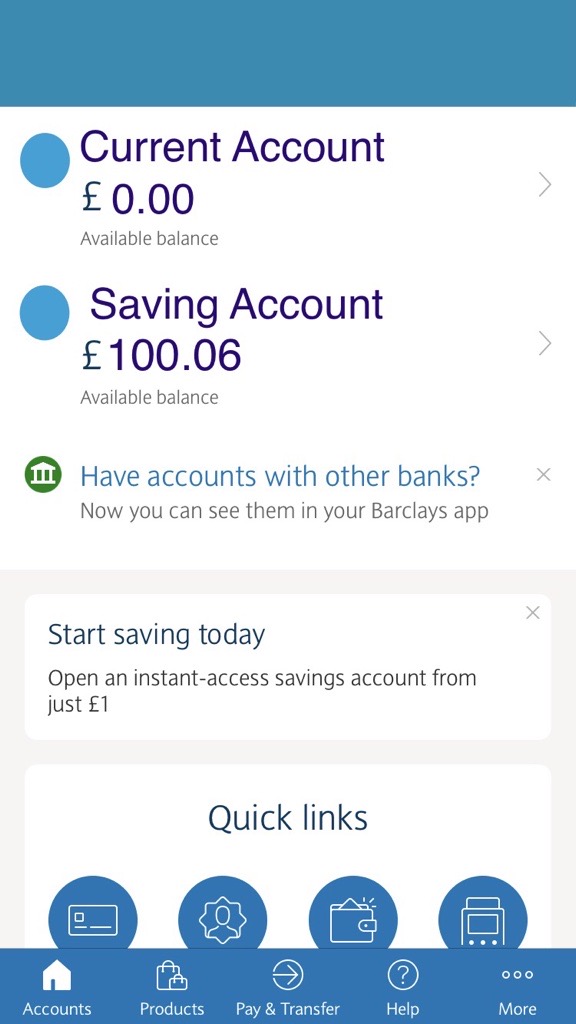 Current Account
£ 0.00
Available balance
Saving Account
£100.06
Available balance
Have accounts with other banks?
Now you can see them in your Barclays app
Start saving today
Open an instant-access savings account from
just £1
Quick links
Accounts
Products
Pay & Transfer
Help
More